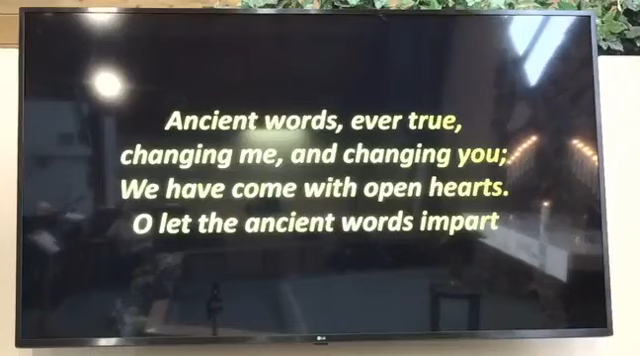 Ancient words, ever true,
changing me, and changing you;
We have come with open hearts.
O let the ancient words impart
LG